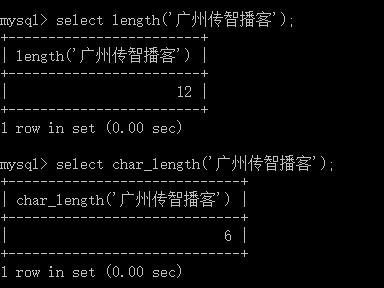 mysql> select length('广州传智播客');
+------------------------+
| length('广州传智播客') |
+------------------------+
|                     12 |
+------------------------+
1 row in set (0.00 sec)
mysql> select char_length('广州传智播客');
+-----------------------------+
| char_length('广州传智播客') |
+-----------------------------+
|                           6 |
+-----------------------------+
1 row in set (0.00 sec)